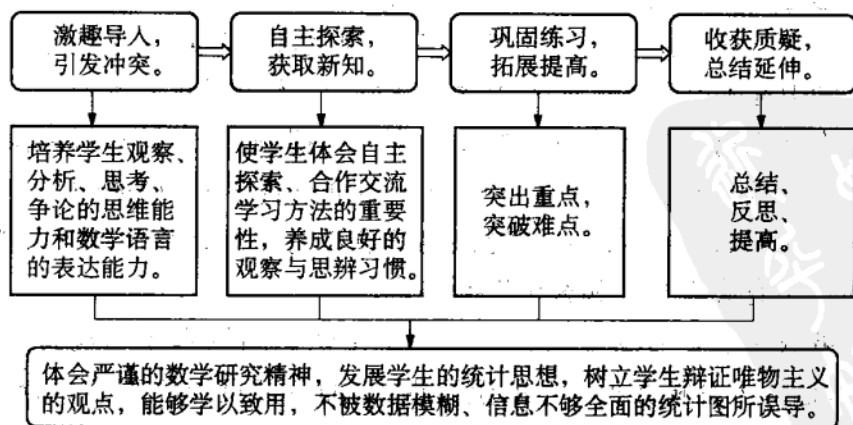 激趣导入，
引发冲突。
自主探索，
获取新知。
巩固练习，
拓展提高。
收获质疑，
总结延伸。
培养学生观察、
分析、思考、
争论的思维能
力和数学语言
的表达能力。
使学生体会自主
探索、合作交流
学习方法的重要
性，养成良好的
观察与思辨习惯。
突出重点，
突破难点。
总结、
反思、
提高。
体会严谨的数学研究精神，发展学生的统计思想，树立学生辩证唯物主义
的观点，能够学以致用，不被数据模糊、信息不够全面的统计图所误导。